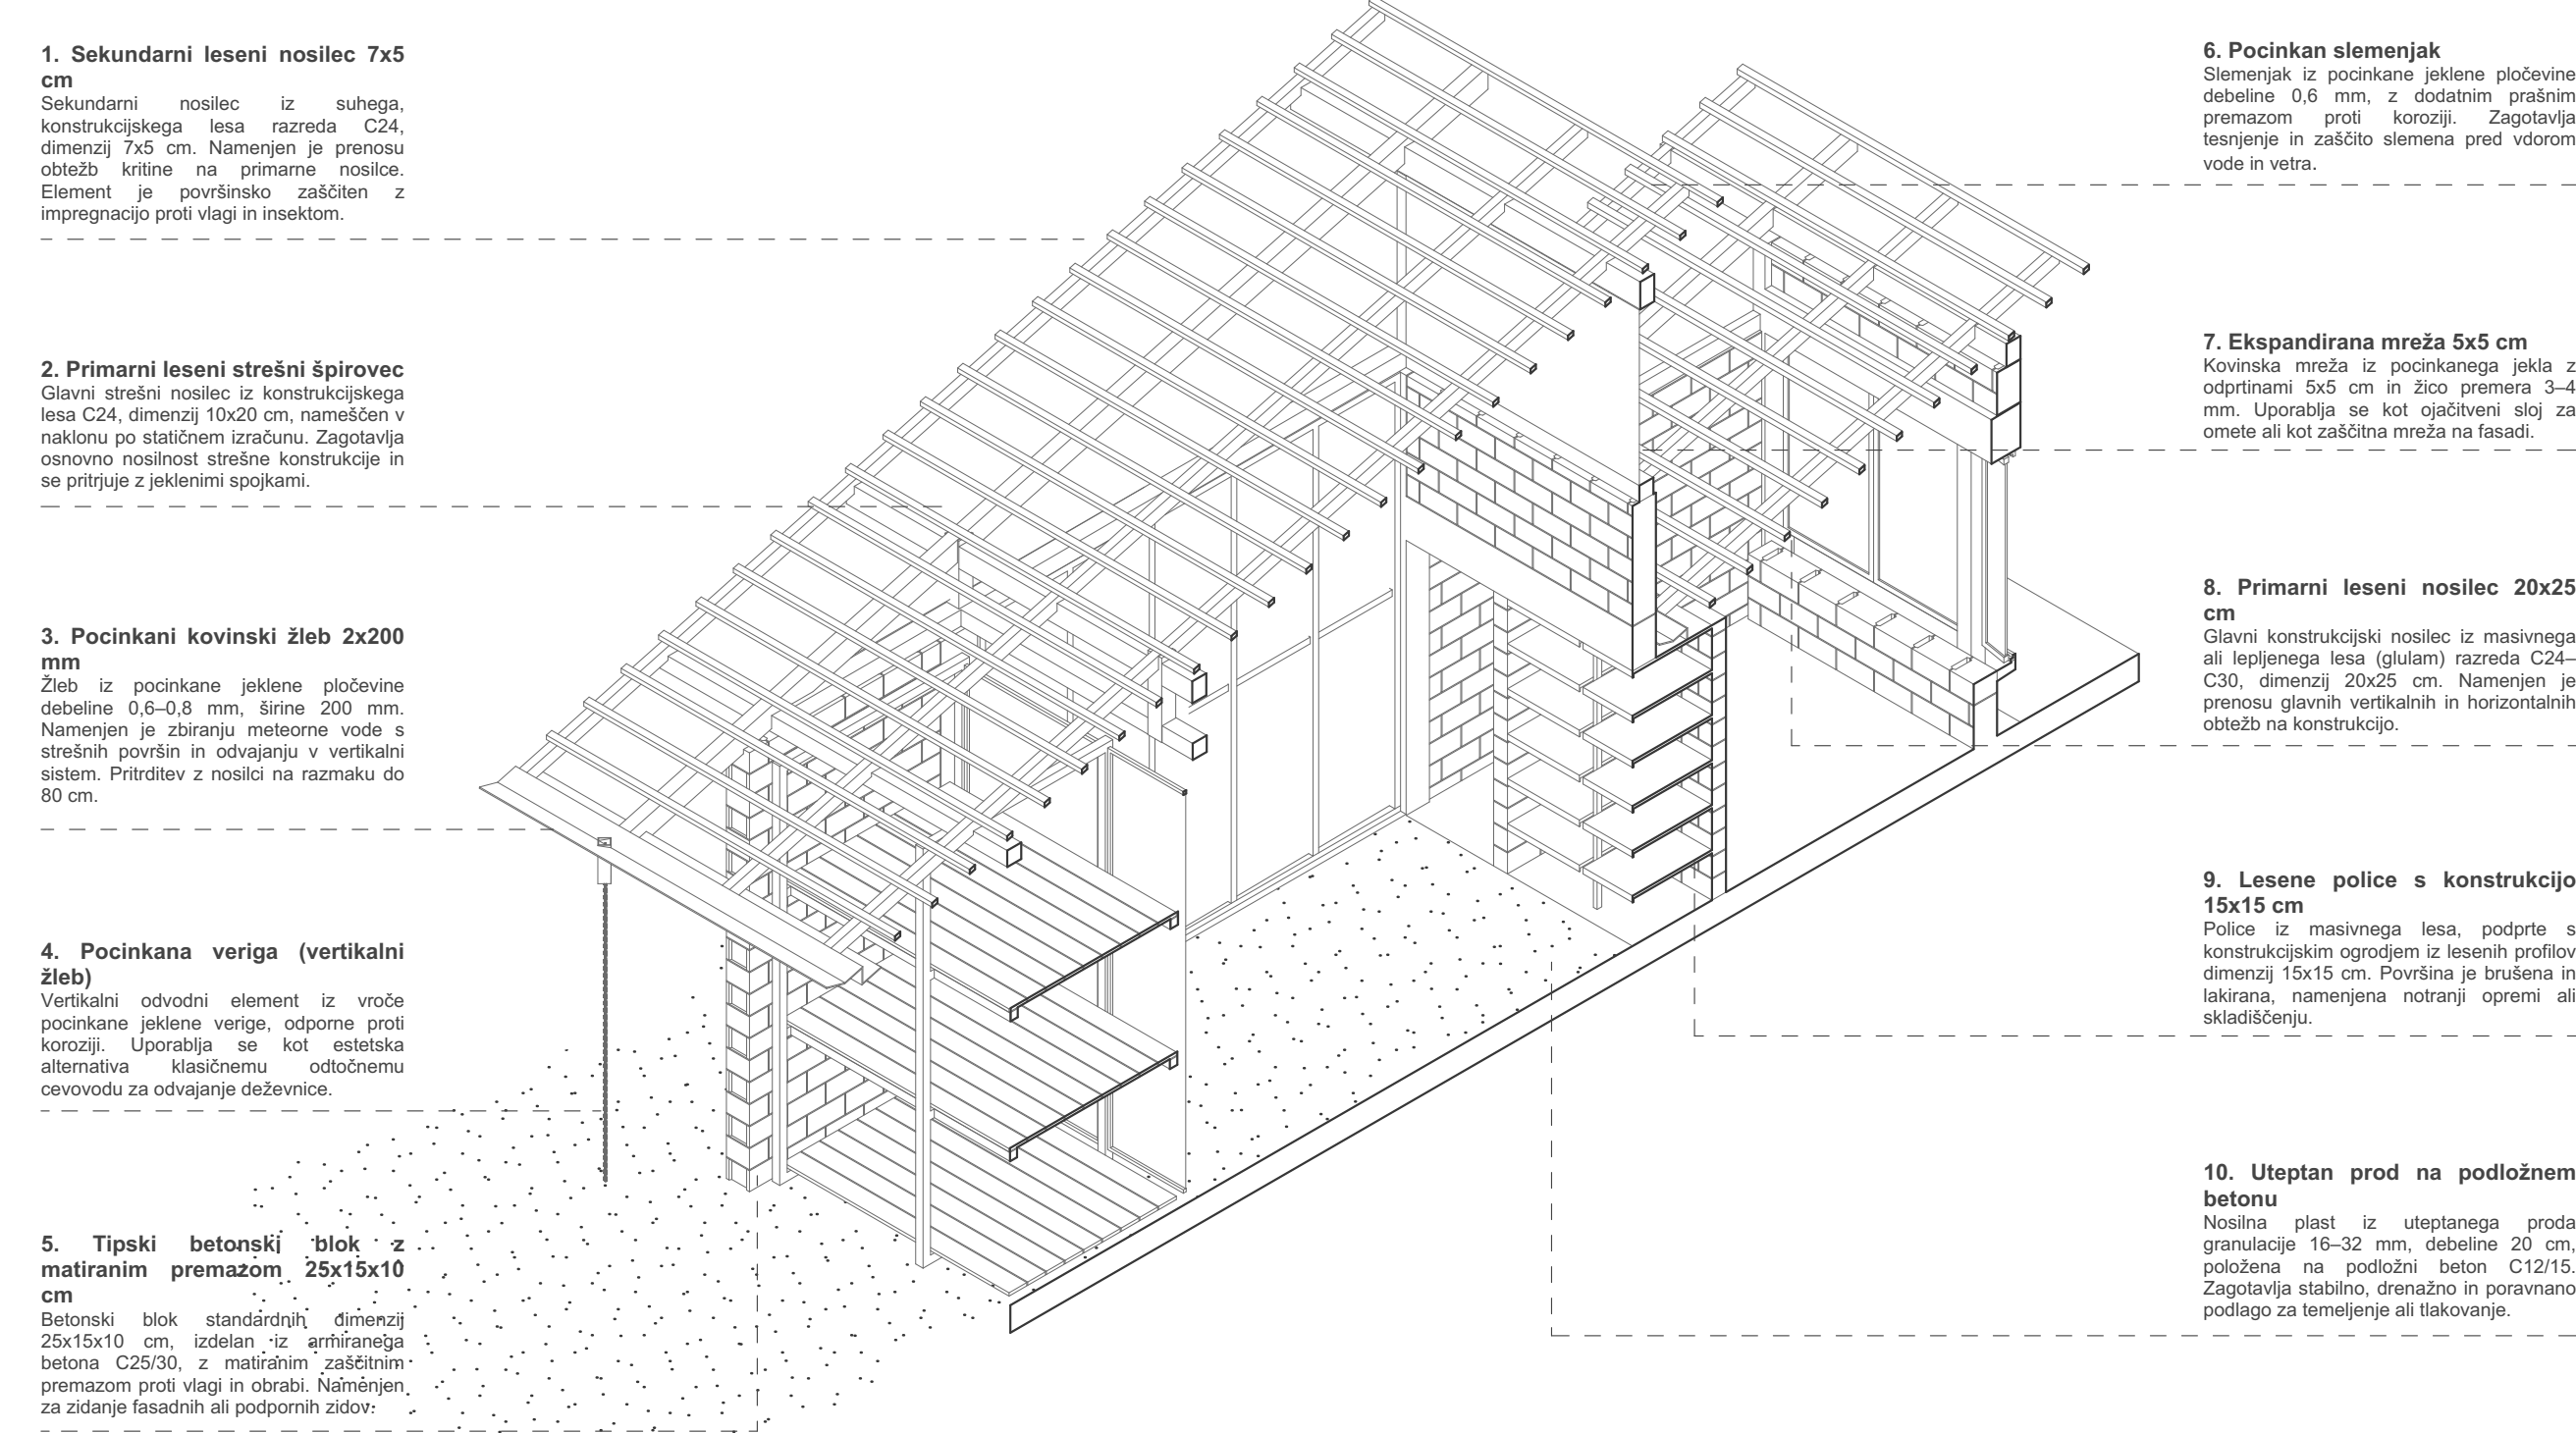 1. Sekundarni leseni nosilec 7x5
cm
Sekundarni nosilec iz suhega,
konstrukcijskega lesa razreda C24,
dimenzij 7x5 cm. Namenjen je prenosu
obtežb kritine na primarne nosilce.
Element je površinsko zaščiten z
impregnacijo proti vlagi in insektom.
2. Primarni leseni strešni špirovec
Glavni strešni nosilec iz konstrukcijskega
lesa C24, dimenzij 10x20 cm, nameščen v
naklonu po statičnem izračunu. Zagotavlja
osnovno nosilnost strešne konstrukcije in
se pritrjuje z jeklenimi spojkami.
3. Pocinkani kovinski žleb 2x200
mm
Žleb iz pocinkane jeklene pločevine
debeline 0,6–0,8 mm, širine 200 mm.
Namenjen je zbiranju meteorne vode s
strešnih površin in odvajanju v vertikalni
sistem. Pritrditev z nosilci na razmaku do
80 cm.
4. Pocinkana veriga (vertikalni
žleb)
Vertikalni odvodni element iz vroče
pocinkane jeklene verige, odporne proti
koroziji. Uporablja se kot estetska
alternativa klasičnemu odtočnemu
cevovodu za odvajanje deževnice.
5. Tipski betonski blok z
matiranim premazom 25x15x10
cm
Betonski blok standardnih dimenzij
25x15x10 cm, izdelan iz armiranega
betona C25/30, z matiranim zaščitnim
premazom proti vlagi in obrabi. Namenjen
za zidanje fasadnih ali podpornih zidov.
6. Pocinkan slemenjak
Slemenjak iz pocinkane jeklene pločevine
debeline 0,6 mm, z dodatnim prašnim
premazom proti koroziji. Zagotavlja
tesnjenje in zaščito slemena pred vdorom
vode in vetra.
7. Ekspandirana mreža 5x5 cm
Kovinska mreža iz pocinkanega jekla z
odprtinami 5x5 cm in žico premera 3–4
mm. Uporablja se kot ojačitveni sloj za
omete ali kot zaščitna mreža na fasadi.
8. Primarni leseni nosilec 20x25
cm
Glavni konstrukcijski nosilec iz masivnega
ali lepljenega lesa (glulam) razreda C24–
C30, dimenzij 20x25 cm. Namenjen je
prenosu glavnih vertikalnih in horizontalnih
obtežb na konstrukcijo.
9. Lesene police s konstrukcijo
15x15 cm
Police iz masivnega lesa, podprte s
konstrukcijskim ogrodjem iz lesenih profilov
dimenzij 15x15 cm. Površina je brušena in
lakirana, namenjena notranji opremi ali
skladiščenju.
10. Uteptan prod na podložnem
betonu
Nosilna plast iz uteptanega proda
granulacije 16–32 mm, debeline 20 cm,
položena na podložni beton C12/15.
Zagotavlja stabilno, drenažno in poravnano
podlago za temeljenje ali tlakovanje.